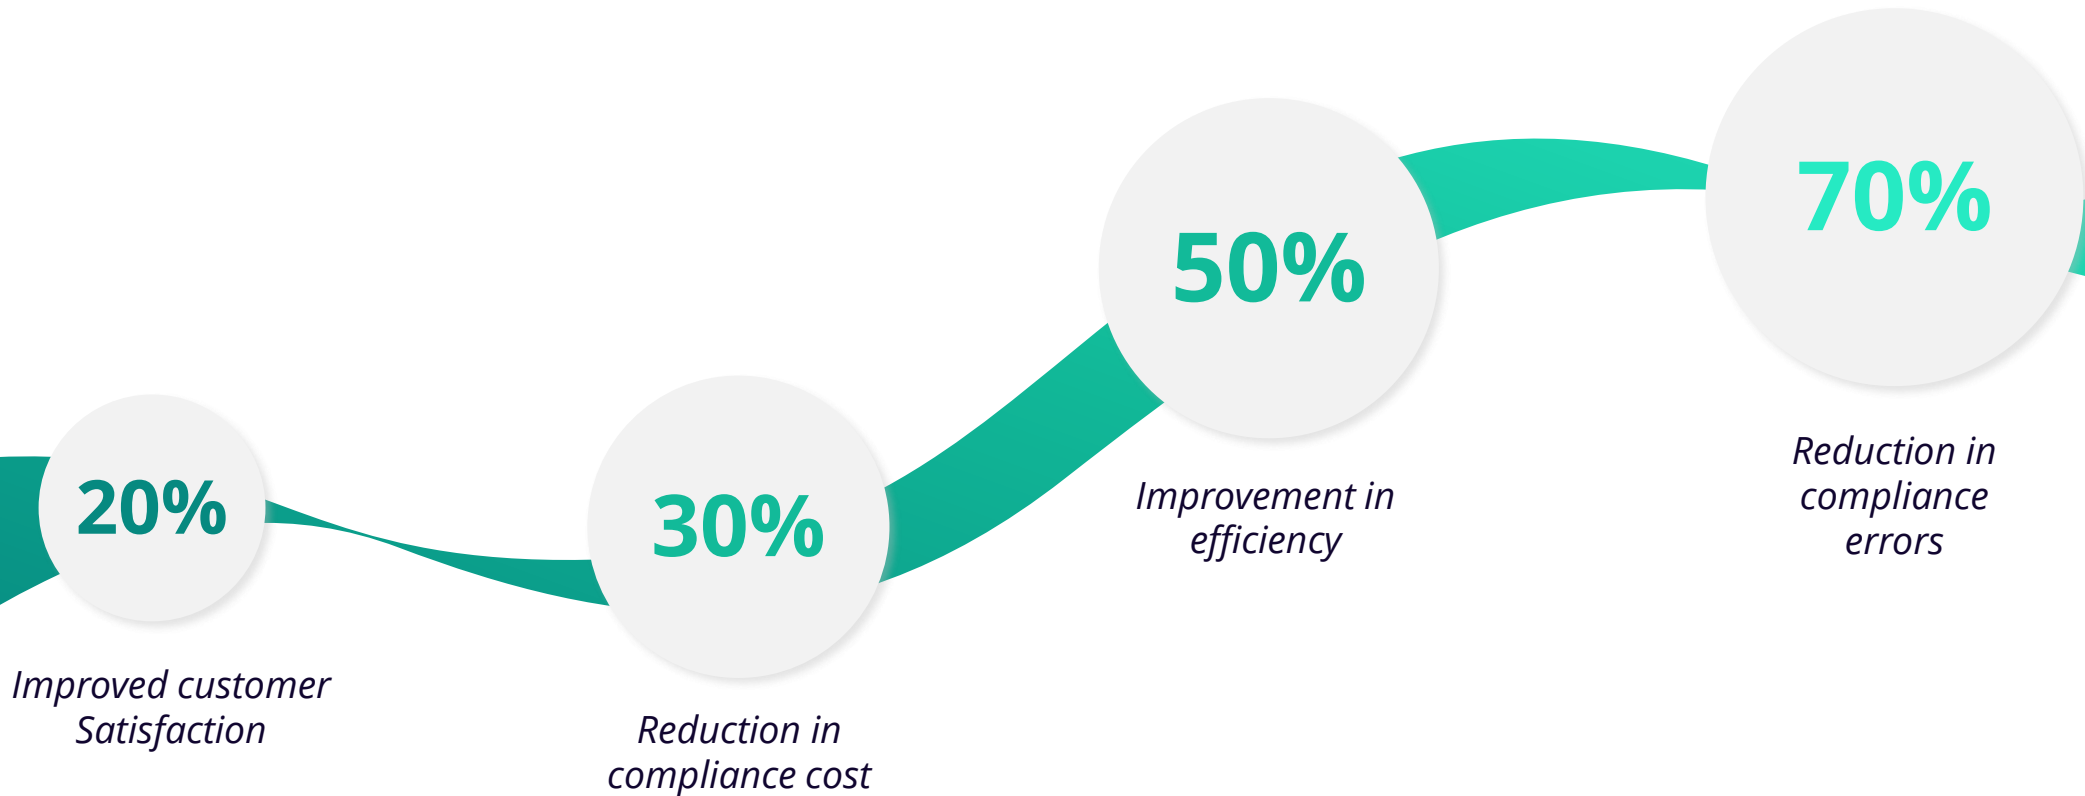 20%
Improved customer
Satisfaction
30%
Reduction in
compliance cost
50%
Improvement in
efficiency
70%
Reduction in
compliance
errors